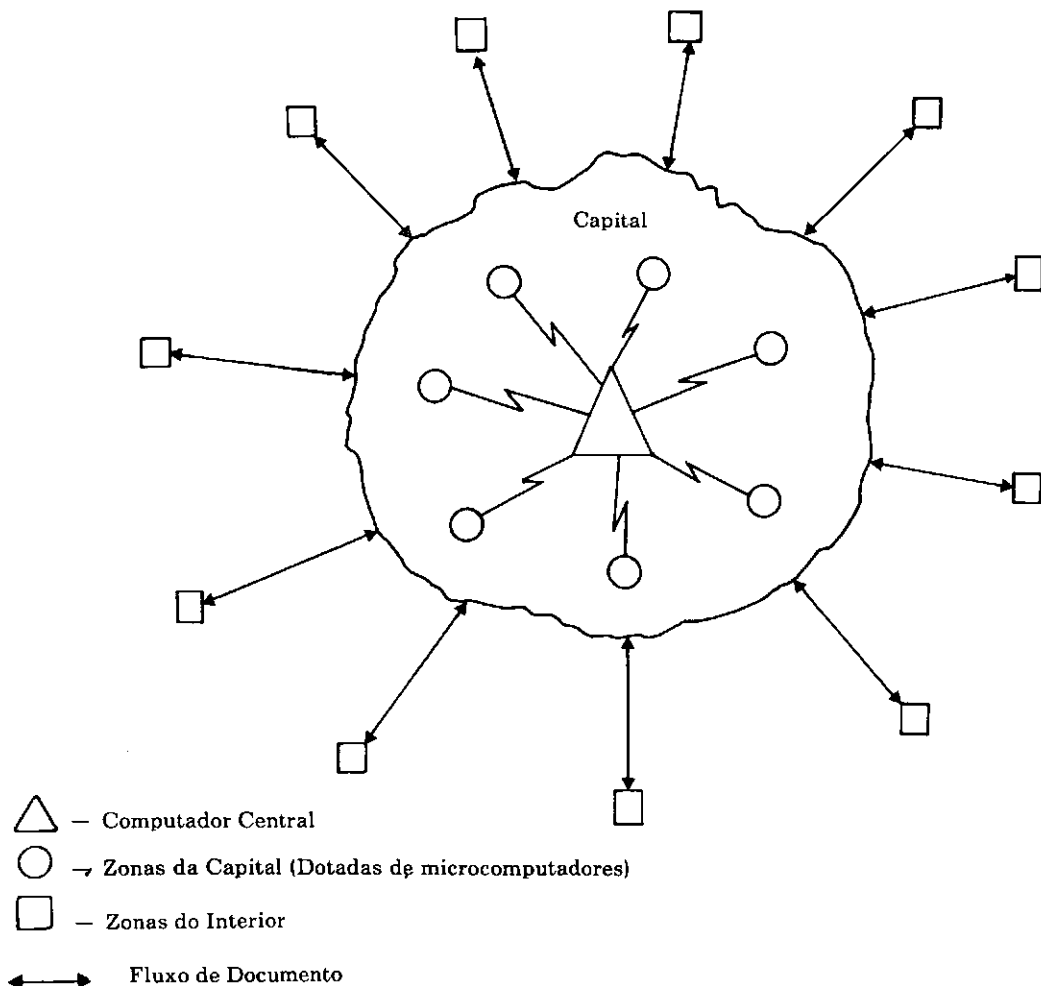 Capital
— Computador Central
— Zonas da Capital (Dotadas de microcomputadores)
— Zonas do Interior
Fluxo de Documento